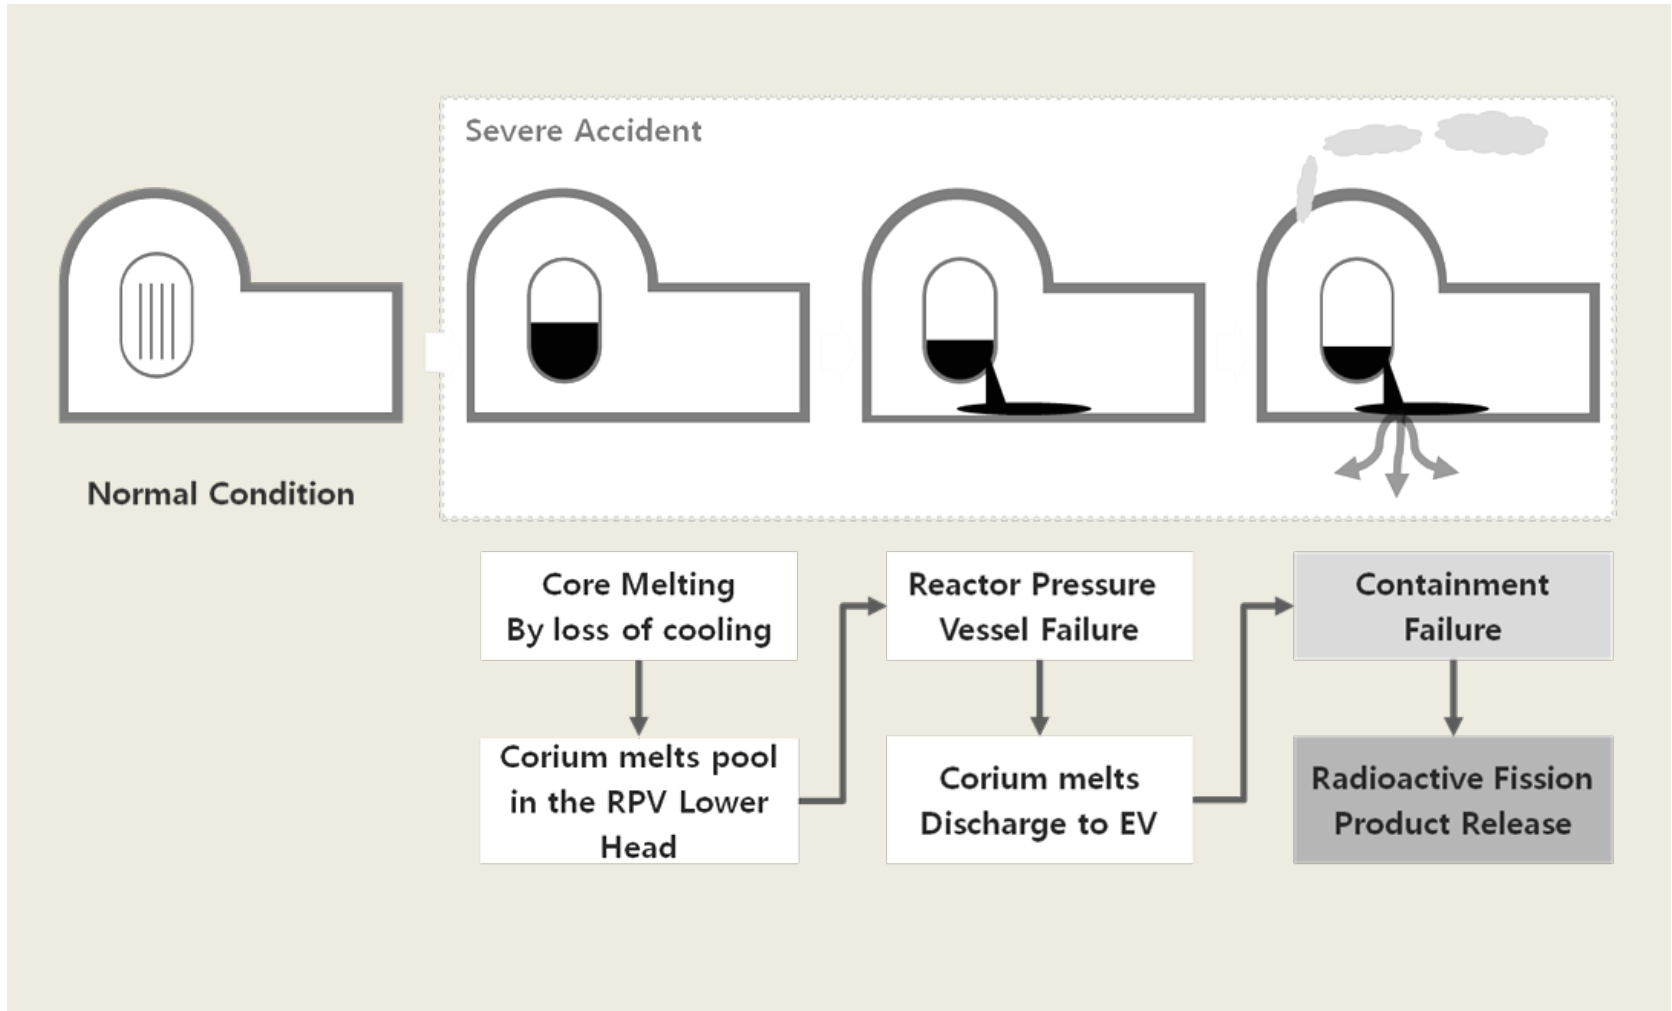 Severe Accident
Normal Condition
Core Melting
By loss of cooling
Corium melts pool
in the RPV Lower
Head
Reactor Pressure
Vessel Failure
Corium melts
Discharge to EV
Containment
Failure
Radioactive Fission
Product Release